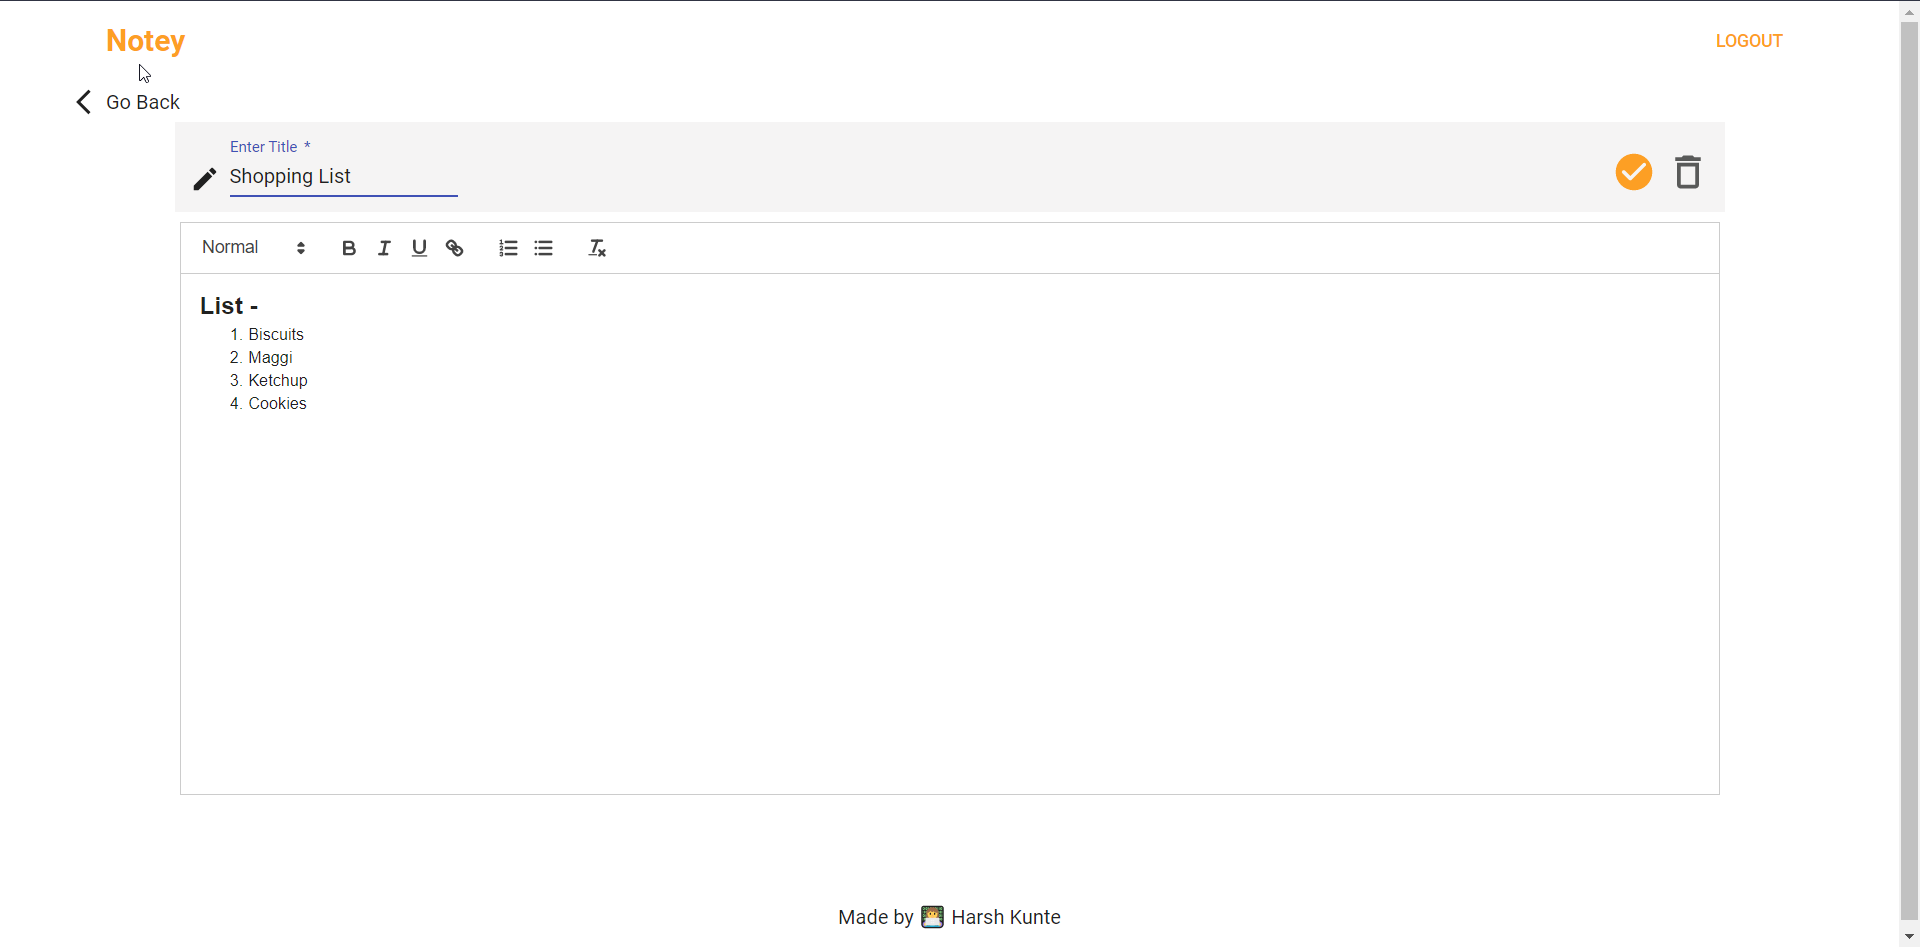 Notey
LOGOUT
Go Back
Enter Title *
Shopping List
Normal
List -
1. Biscuits
2. Maggi
3. Ketchup
4. Cookies
Made by 👨‍💻 Harsh Kunte